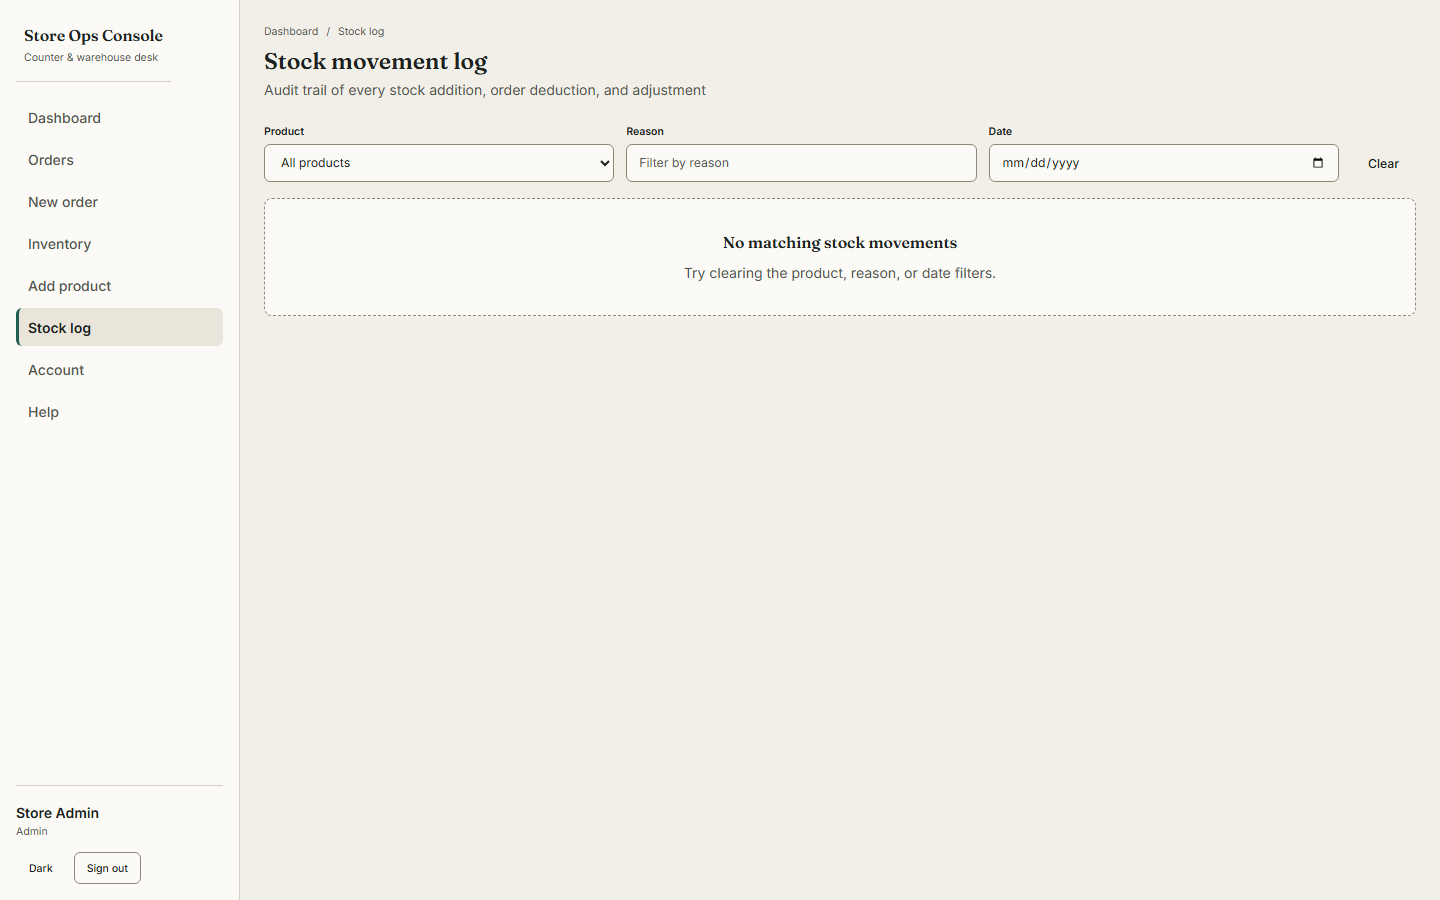 Store Ops Console
Counter & warehouse desk
Dashboard
Orders
New order
Inventory
Add product
Stock log
Account
Help
Store Admin
Admin
Dark
Sign out
Dashboard / Stock log
Stock movement log
Audit trail of every stock addition, order deduction, and adjustment
Product
All products
Reason
Filter by reason
Date
mm/dd/yyyy
Clear
No matching stock movements
Try clearing the product, reason, or date filters.